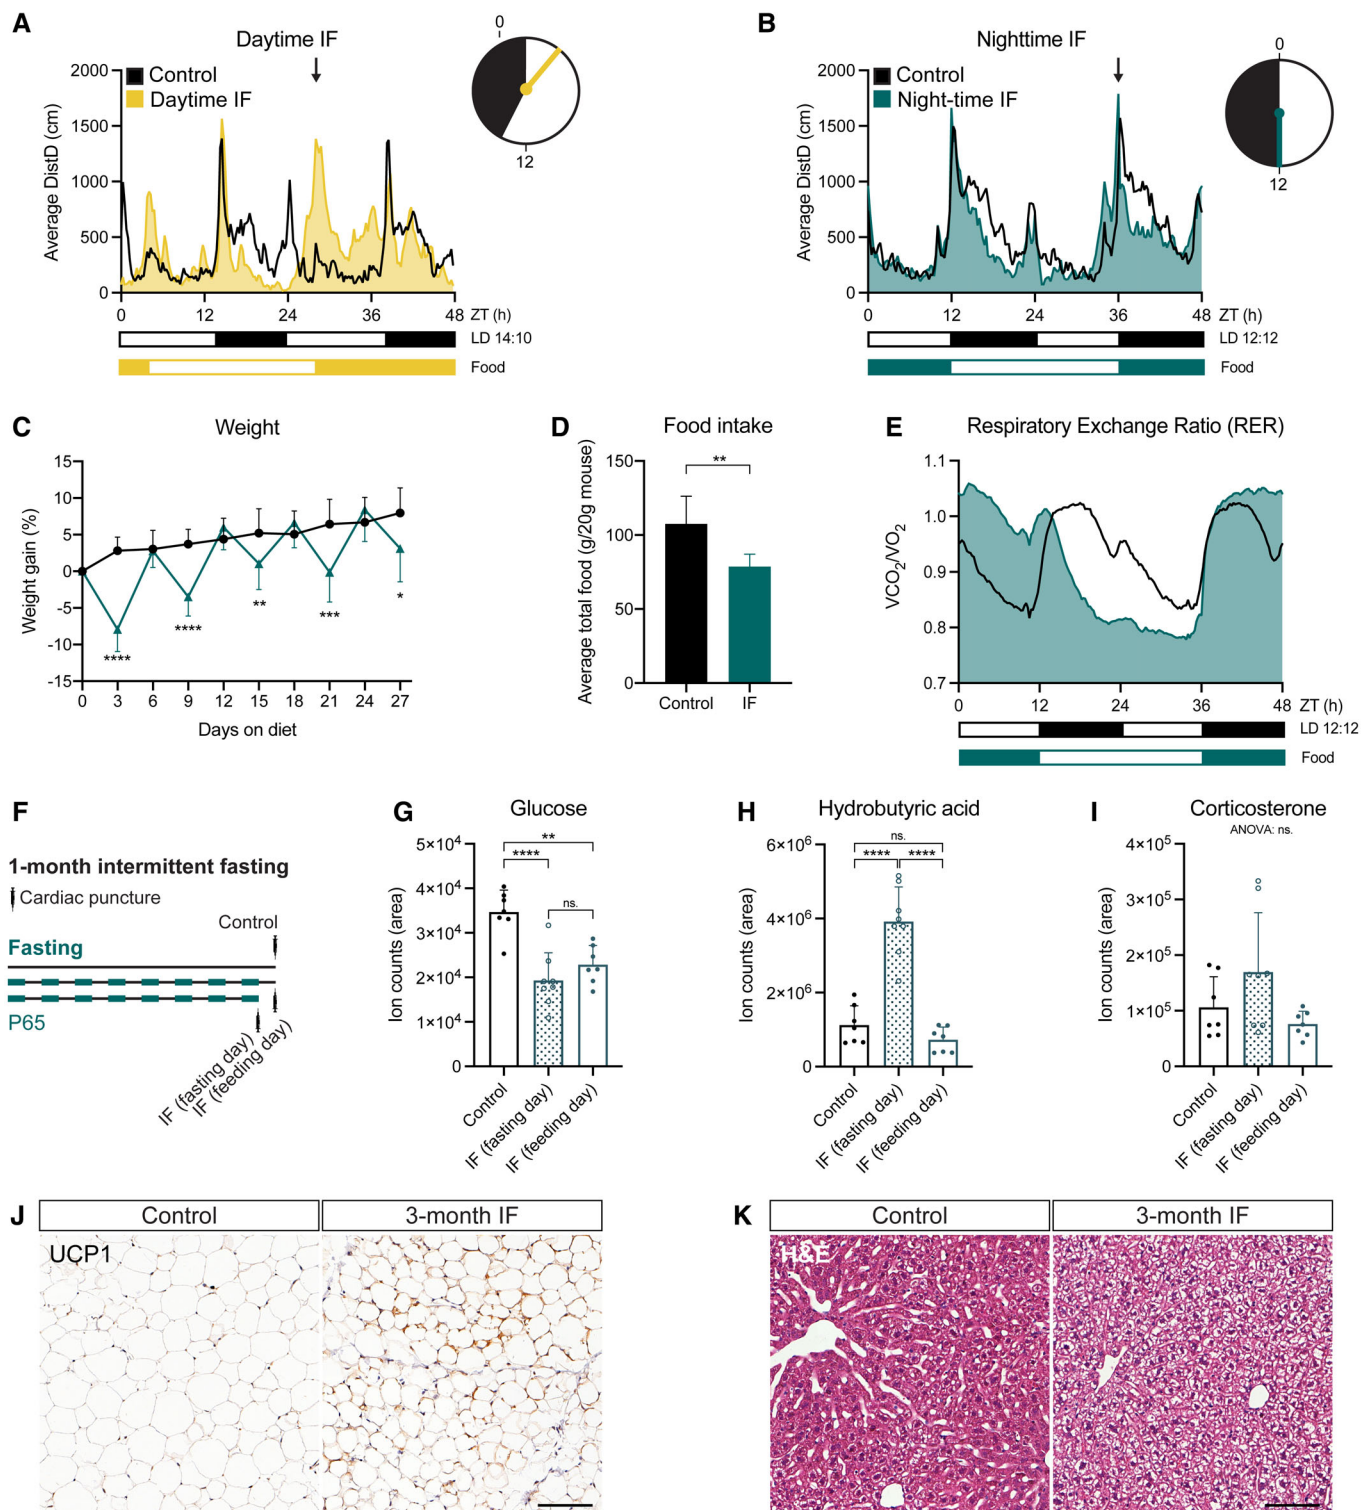 A
Daytime IF
Control
Daytime IF
2000
1500
1000
500
0
Average DistD (cm)
0
12
24
36
48
ZT (h)
LD 14:10
Food
0
12
B
Nighttime IF
Control
Night-time IF
2000
1500
1000
500
0
Average DistD (cm)
0
12
24
36
48
ZT (h)
LD 12:12
Food
0
12
C
Weight
15
10
5
0
-5
-10
-15
Weight gain (%)
****
****
**
***
*
0
3
6
9
12
15
18
21
24
27
Days on diet
D
Food intake
150
100
50
0
Average total food (g/20g mouse)
**
Control
IF
E
Respiratory Exchange Ratio (RER)
1.1
1.0
0.9
0.8
0.7
VCO₂/VO₂
0
12
24
36
48
ZT (h)
LD 12:12
Food
F
1-month intermittent fasting
Cardiac puncture
Control
Fasting
P65
IF (fasting day)
IF (feeding day)
G
Glucose
5×10⁴
4×10⁴
3×10⁴
2×10⁴
1×10⁴
0
Ion counts (area)
**
****
ns.
Control
IF (fasting day)
IF (feeding day)
H
Hydrobutyric acid
6×10⁶
4×10⁶
2×10⁶
0
Ion counts (area)
ns.
****
****
Control
IF (fasting day)
IF (feeding day)
I
Corticosterone
ANOVA: ns.
4×10⁵
3×10⁵
2×10⁵
1×10⁵
0
Ion counts (area)
Control
IF (fasting day)
IF (feeding day)
J
Control
3-month IF
UCP1
K
Control
3-month IF
H&E